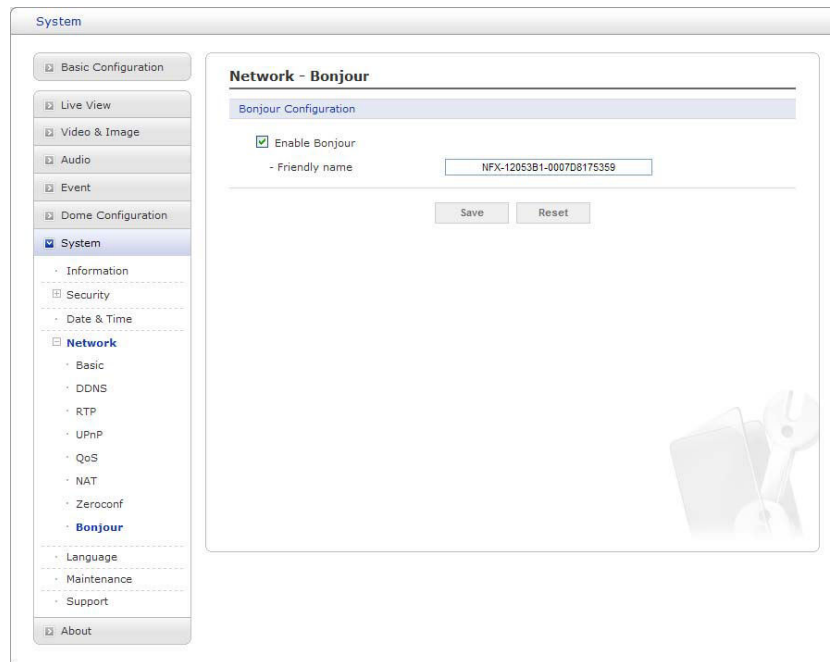 System
Basic Configuration
Live View
Video & Image
Audio
Event
Dome Configuration
System
Information
Security
Date & Time
Network
Basic
DDNS
RTP
UPnP
QoS
NAT
Zeroconf
Bonjour
Language
Maintenance
Support
About
Network - Bonjour
Bonjour Configuration
Enable Bonjour
- Friendly name NFX-12053B1-0007D8175359
Save Reset